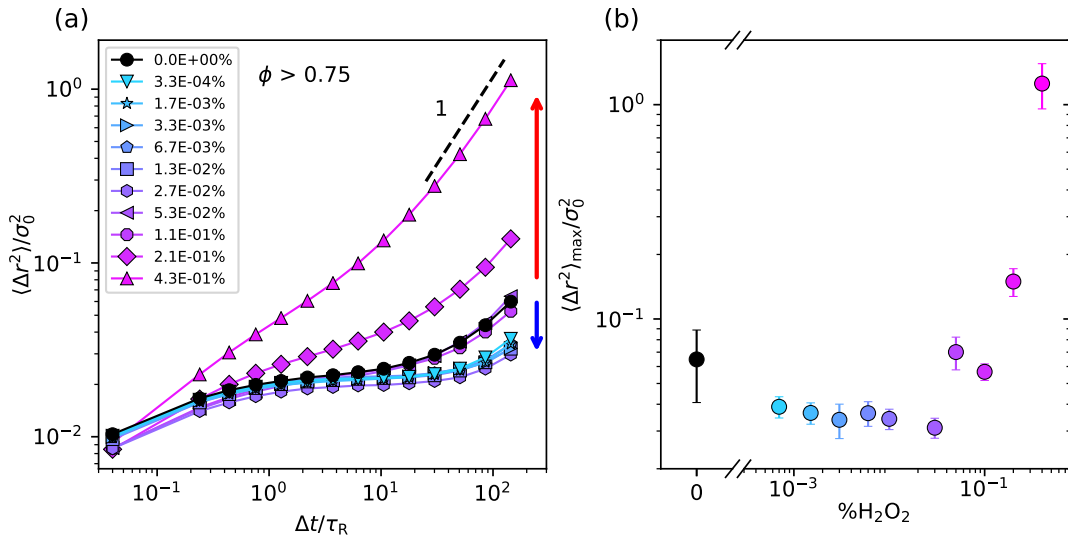 (a)
ϕ > 0.75
1
0.0E+00%
3.3E-04%
1.7E-03%
3.3E-03%
6.7E-03%
1.3E-02%
2.7E-02%
5.3E-02%
1.1E-01%
2.1E-01%
4.3E-01%
10⁰
10⁻¹
10⁻²
⟨Δr²⟩/σ₀²
10⁻¹ 10⁰ 10¹ 10²
Δt/τ_R
(b)
10⁰
10⁻¹
⟨Δr²⟩_max/σ₀²
0 10⁻³ 10⁻¹
%H₂O₂